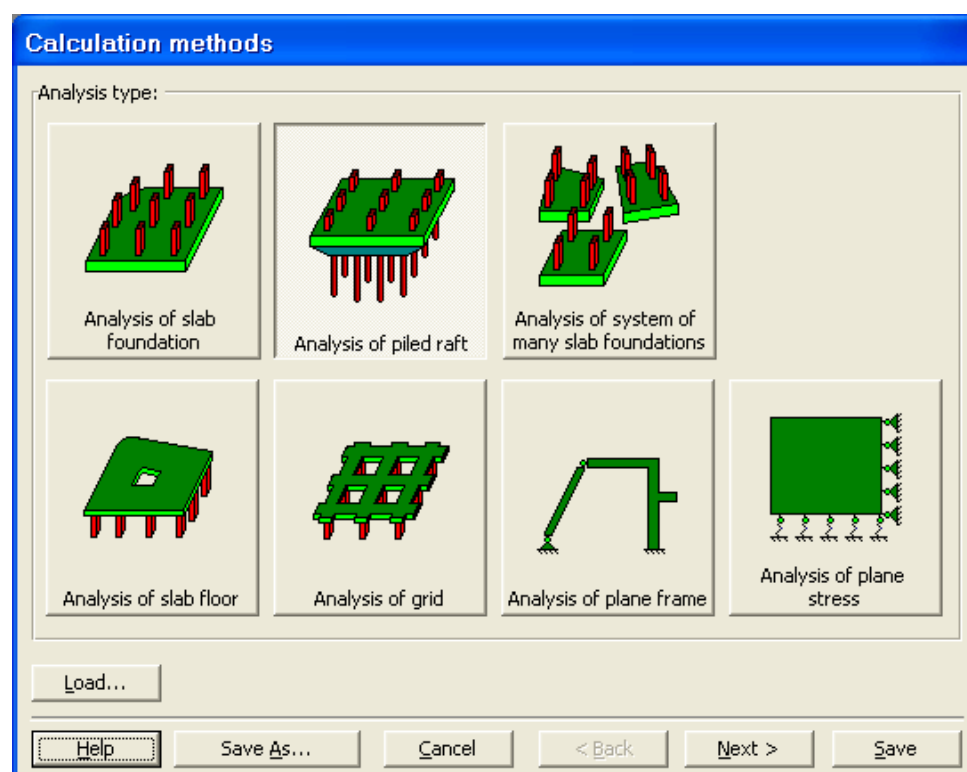 Calculation methods
Analysis type:
Analysis of slab
foundation
Analysis of piled raft
Analysis of system of
many slab foundations
Analysis of slab floor
Analysis of grid
Analysis of plane frame
Analysis of plane
stress
Load...
Help
Save As...
Cancel
< Back
Next >
Save